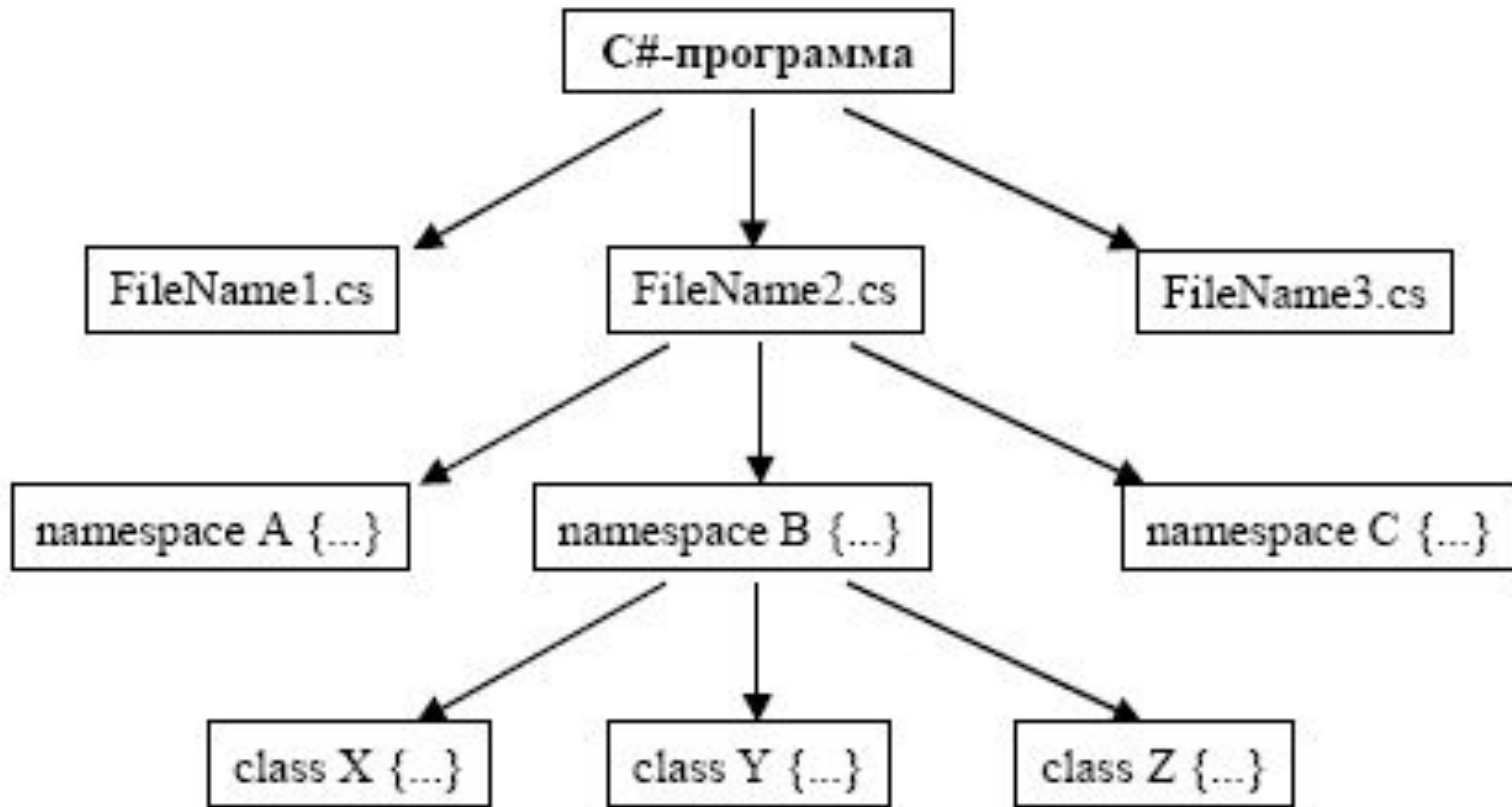 C#-программа
FileName1.cs
FileName2.cs
FileName3.cs
namespace A {...}
namespace B {...}
namespace C {...}
class X {...}
class Y {...}
class Z {...}